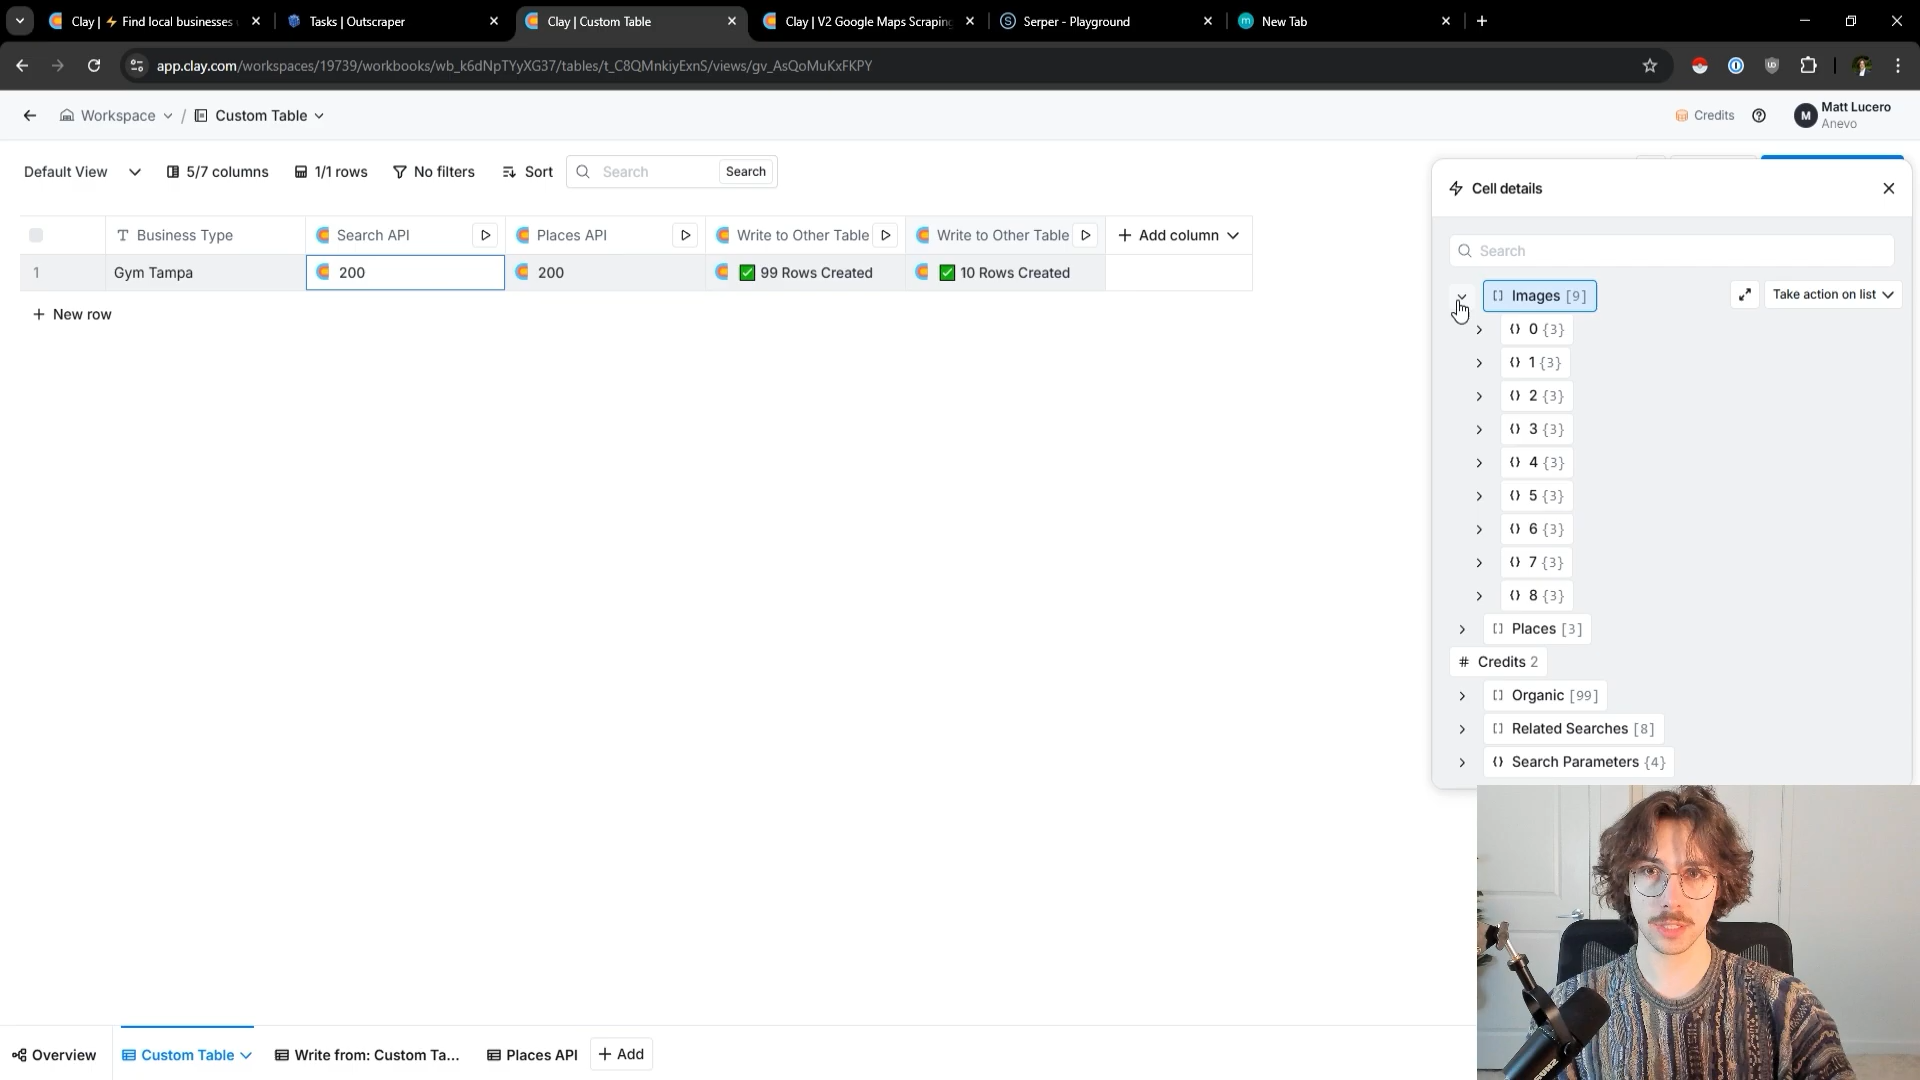 Clay | ⚡ Find local businesses
Tasks | Outscraper
Clay | Custom Table
Clay | V2 Google Maps Scraping
Serper - Playground
New Tab
app.clay.com/workspaces/19739/workbooks/wb_k6dNpTYyXG37/tables/t_C8QMnkiyExnS/views/gv_AsQoMuKxFKPY
Workspace / Custom Table
Credits
M
Matt Lucero
Anevo
Default View
5/7 columns
1/1 rows
No filters
Sort
Search
Search
Business Type
Search API
Places API
Write to Other Table
Write to Other Table
+ Add column
1
Gym Tampa
200
200
✅ 99 Rows Created
✅ 10 Rows Created
+ New row
Cell details
Search
[] Images [9]
Take action on list
{} 0 {3}
{} 1 {3}
{} 2 {3}
{} 3 {3}
{} 4 {3}
{} 5 {3}
{} 6 {3}
{} 7 {3}
{} 8 {3}
[] Places [3]
# Credits 2
[] Organic [99]
[] Related Searches [8]
{} Search Parameters {4}
Overview
Custom Table
Write from: Custom Ta...
Places API
+ Add